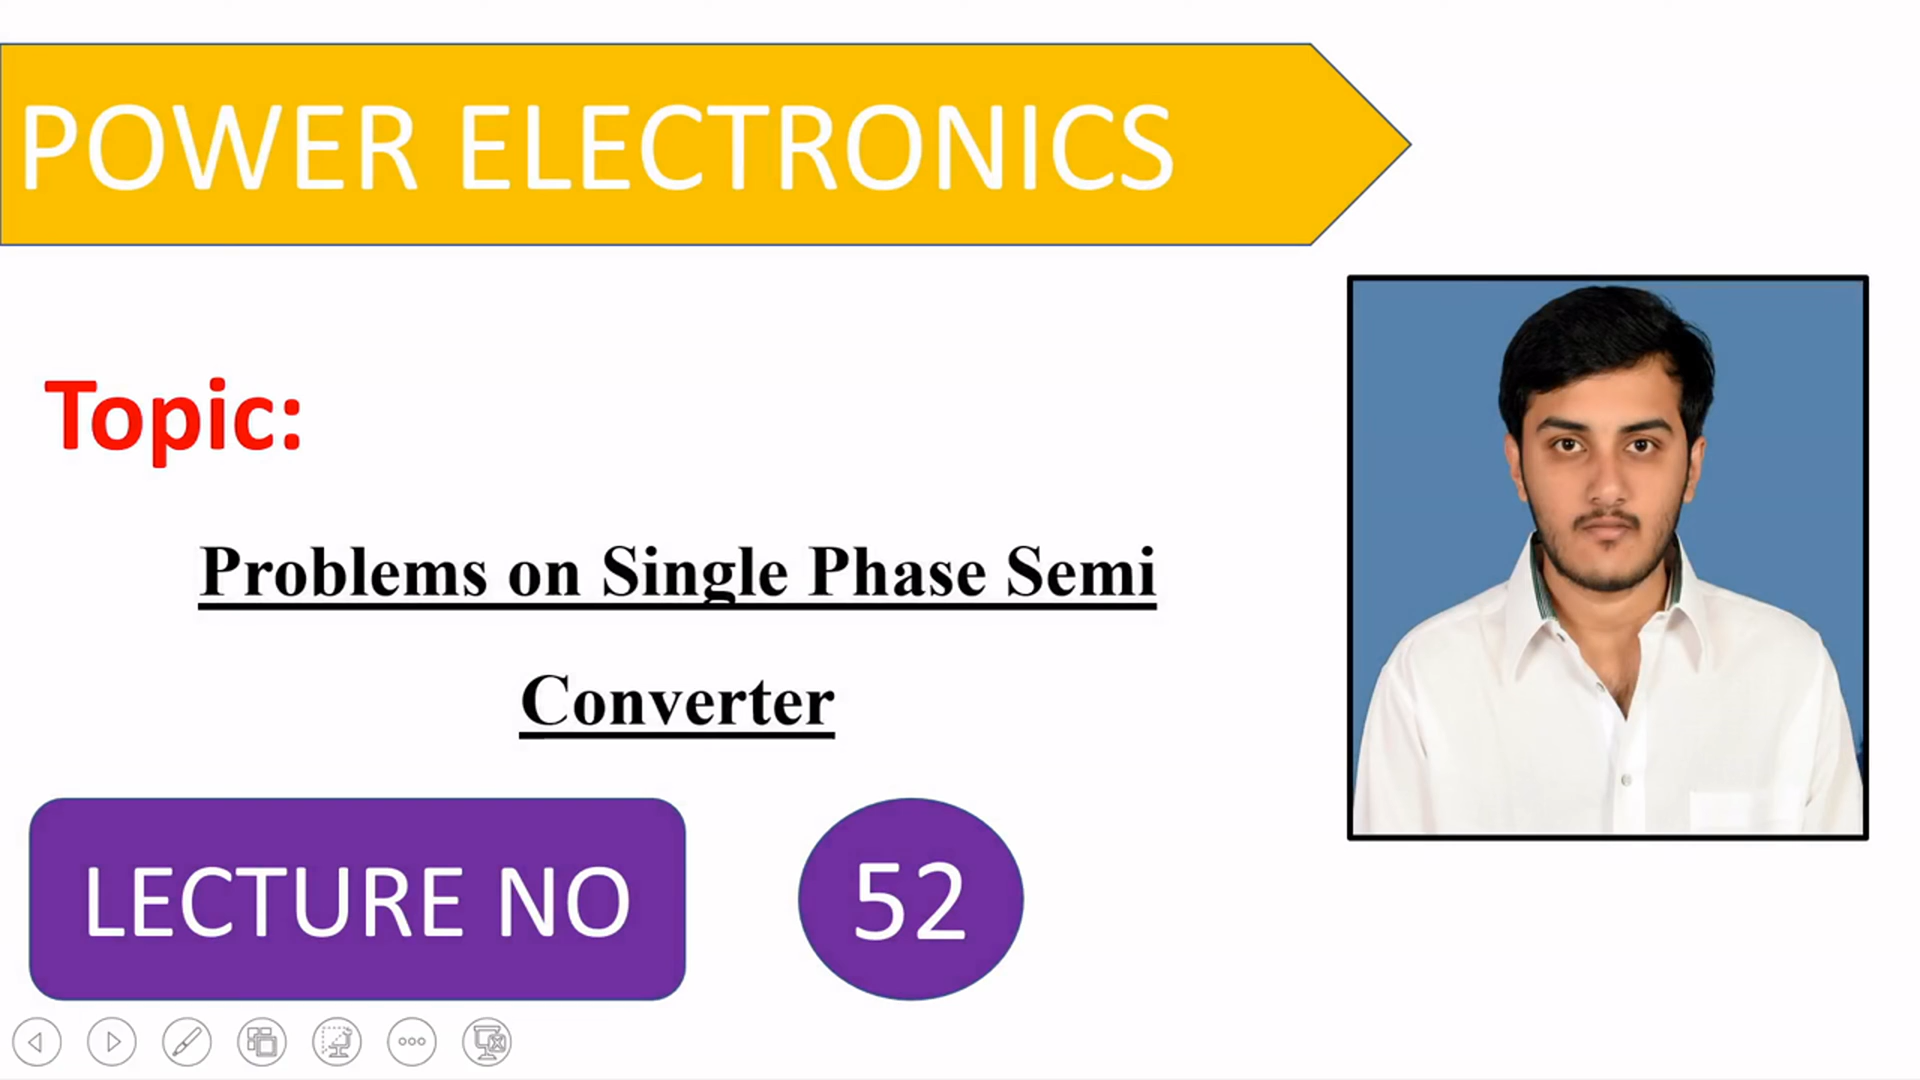 POWER ELECTRONICS
Topic:
Problems on Single Phase Semi
Converter
LECTURE NO
52